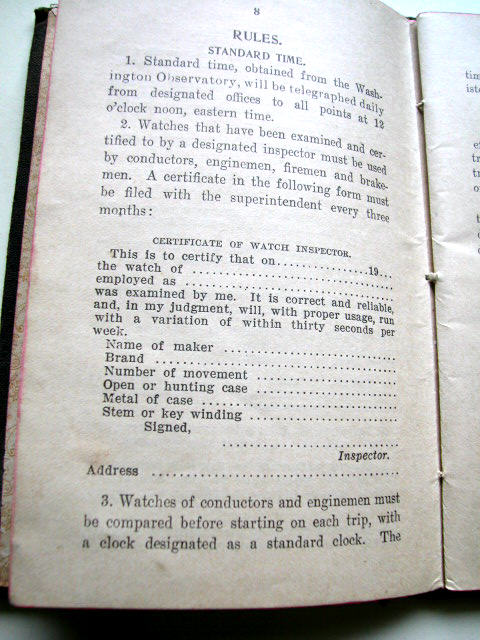 8
RULES.
STANDARD TIME.
1. Standard time, obtained from the Wash-
ington Observatory, will be telegraphed daily
from designated offices to all points at 12
o'clock noon, eastern time.
2. Watches that have been examined and cer-
tified to by a designated inspector must be used
by conductors, enginemen, firemen and brake-
men. A certificate in the following form must
be filed with the superintendent every three
months:
CERTIFICATE OF WATCH INSPECTOR.
This is to certify that on................19...
the watch of ..............................
employed as ..............................
was examined by me. It is correct and reliable,
and, in my judgment, will, with proper usage, run
with a variation of within thirty seconds per
week.
Name of maker .........................
Brand ...................................
Number of movement ....................
Open or hunting case .....................
Metal of case ............................
Stem or key winding .....................
Signed,
.........................
Inspector.
Address ...................................
3. Watches of conductors and enginemen must
be compared before starting on each trip, with
a clock designated as a standard clock. The